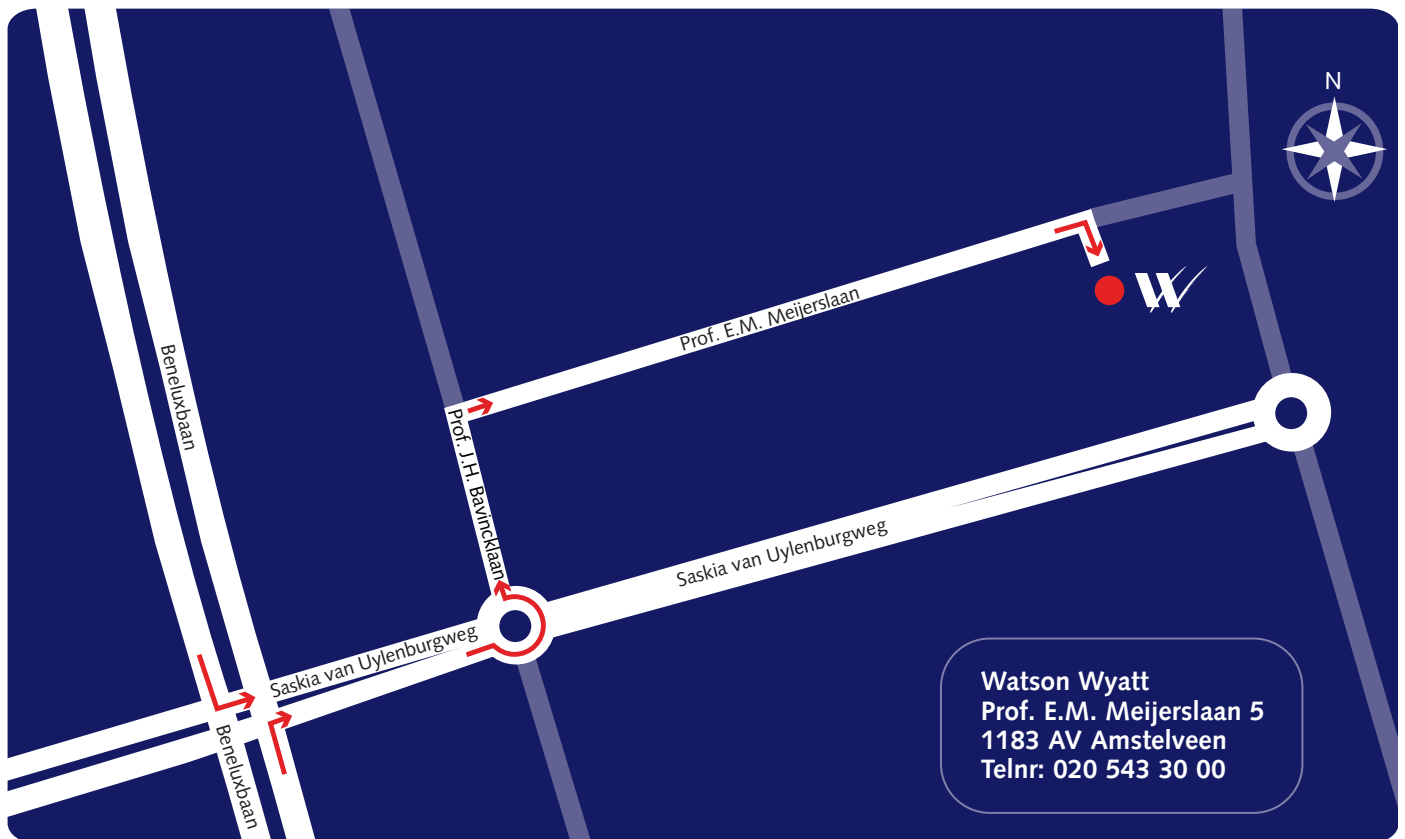 N
Beneluxbaan
Prof. E.M. Meijerslaan
Prof. J.H. Bavincklaan
Saskia van Uylenburgweg
Saskia van Uylenburgweg
Beneluxbaan
W
Watson Wyatt
Prof. E.M. Meijerslaan 5
1183 AV Amstelveen
Telnr: 020 543 30 00